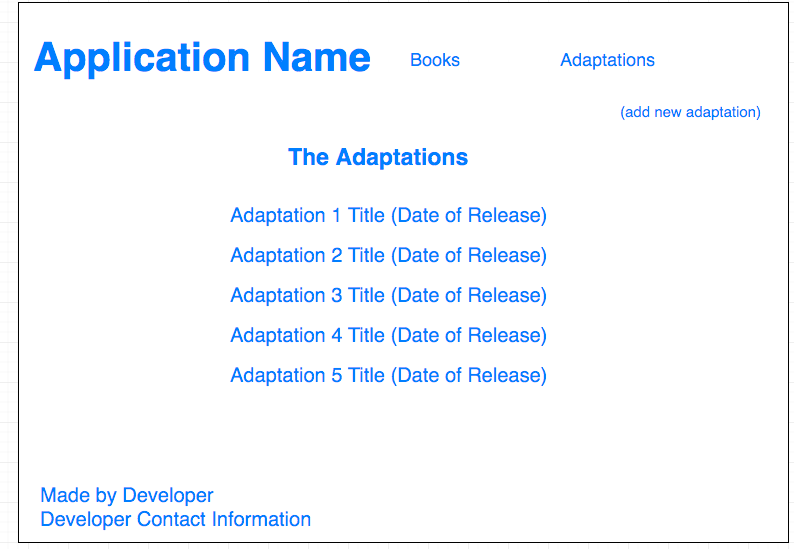 Application Name Books Adaptations
(add new adaptation)
The Adaptations
Adaptation 1 Title (Date of Release)
Adaptation 2 Title (Date of Release)
Adaptation 3 Title (Date of Release)
Adaptation 4 Title (Date of Release)
Adaptation 5 Title (Date of Release)
Made by Developer
Developer Contact Information